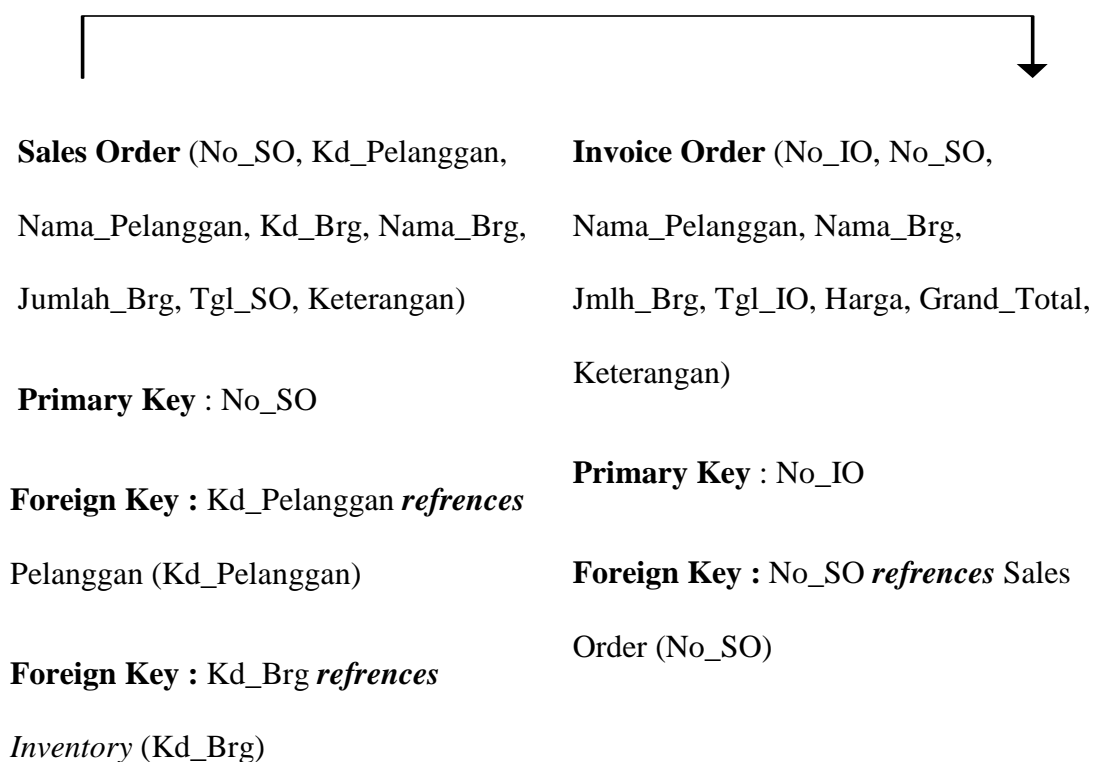 Sales Order (No_SO, Kd_Pelanggan,
Nama_Pelanggan, Kd_Brg, Nama_Brg,
Jumlah_Brg, Tgl_SO, Keterangan)
Primary Key : No_SO
Foreign Key : Kd_Pelanggan refrences
Pelanggan (Kd_Pelanggan)
Foreign Key : Kd_Brg refrences
Inventory (Kd_Brg)
Invoice Order (No_IO, No_SO,
Nama_Pelanggan, Nama_Brg,
Jmlh_Brg, Tgl_IO, Harga, Grand_Total,
Keterangan)
Primary Key : No_IO
Foreign Key : No_SO refrences Sales
Order (No_SO)